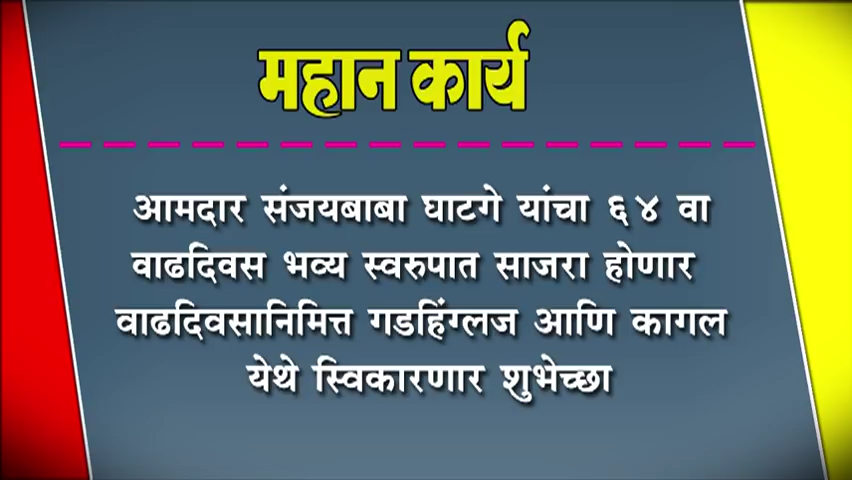 महान कार्य
आमदार संजयबाबा घाटगे यांचा ६४ वा
वाढदिवस भव्य स्वरुपात साजरा होणार
वाढदिवसानिमित्त गडहिंग्लज आणि कागल
येथे स्विकारणार शुभेच्छा